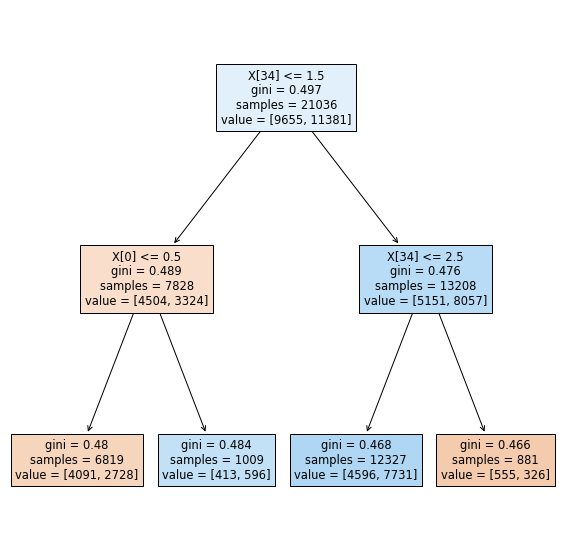 X[34] <= 1.5
gini = 0.497
samples = 21036
value = [9655, 11381]
X[0] <= 0.5
gini = 0.489
samples = 7828
value = [4504, 3324]
X[34] <= 2.5
gini = 0.476
samples = 13208
value = [5151, 8057]
gini = 0.48
samples = 6819
value = [4091, 2728]
gini = 0.484
samples = 1009
value = [413, 596]
gini = 0.468
samples = 12327
value = [4596, 7731]
gini = 0.466
samples = 881
value = [555, 326]